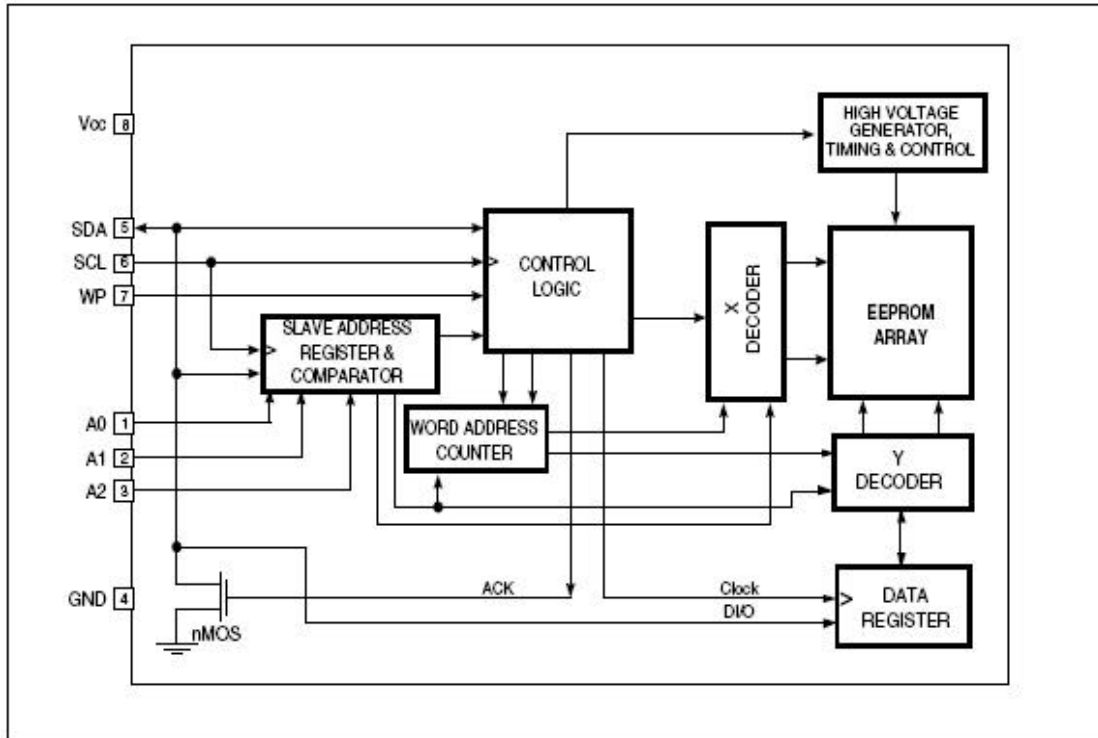 Vcc 8
HIGH VOLTAGE
GENERATOR,
TIMING & CONTROL
SDA 5
SCL 6
WP 7
CONTROL
LOGIC
X
DECODER
EEPROM
ARRAY
SLAVE ADDRESS
REGISTER &
COMPARATOR
A0 1
A1 2
A2 3
WORD ADDRESS
COUNTER
Y
DECODER
GND 4
nMOS
ACK
Clock
DI/O
DATA
REGISTER